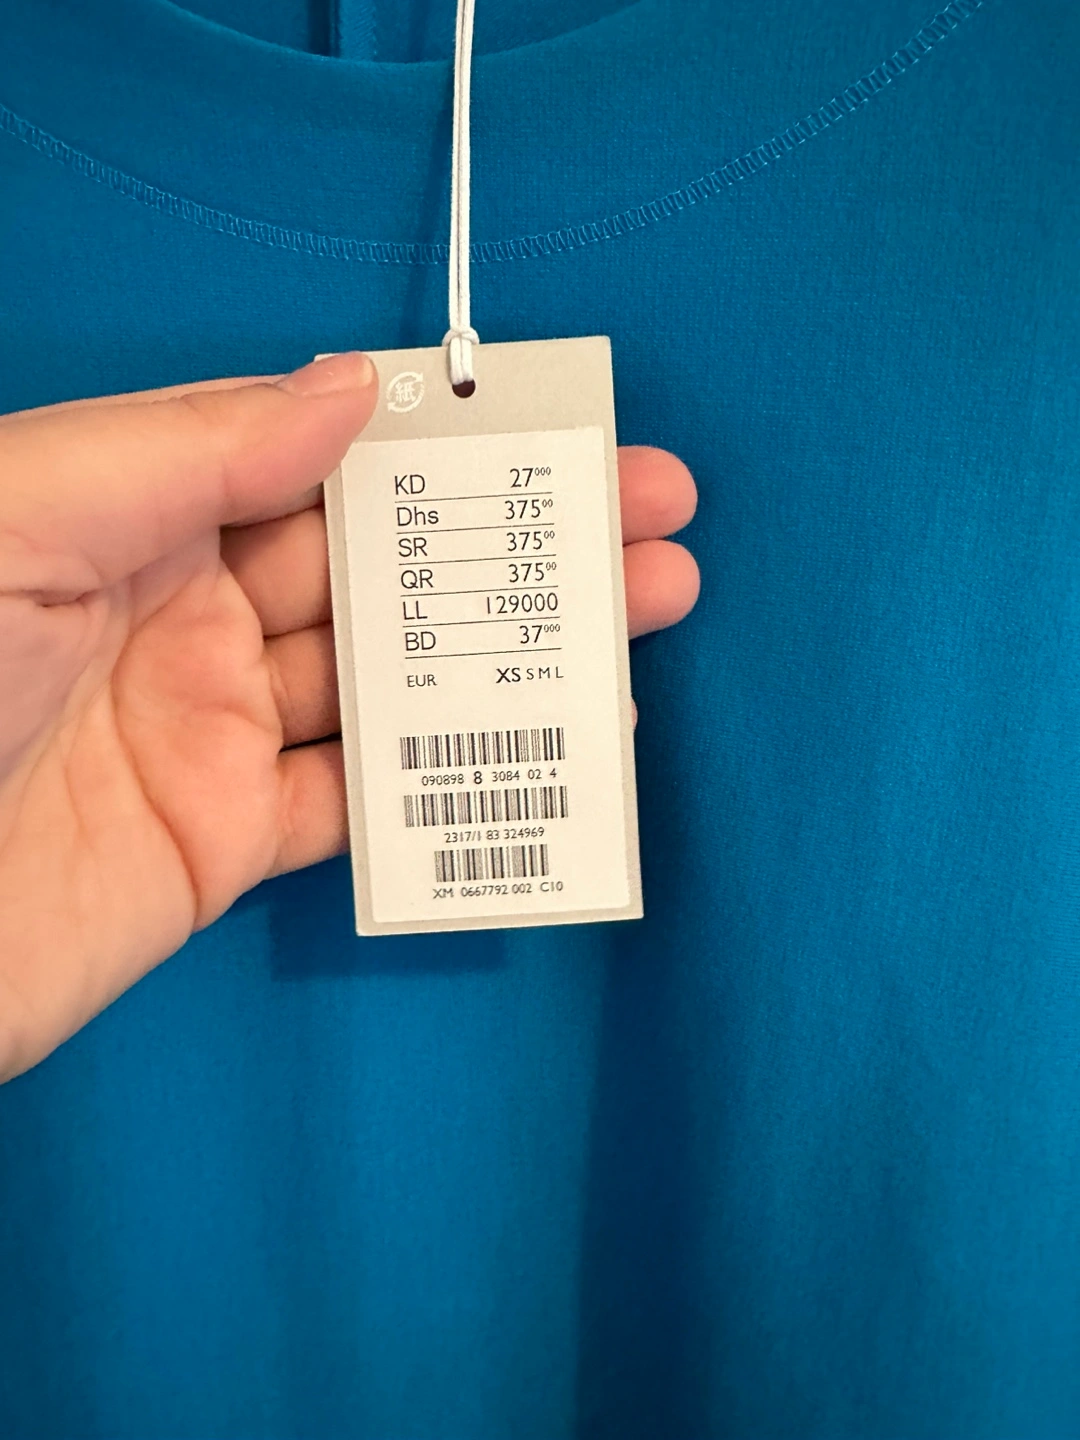 紙
KD 27⁰⁰⁰
Dhs 375⁰⁰
SR 375⁰⁰
QR 375⁰⁰
LL 129000
BD 37⁰⁰⁰
EUR XS S M L
090898 8 3084 02 4
2317/1 83 324969
XM 0667792 002 C10